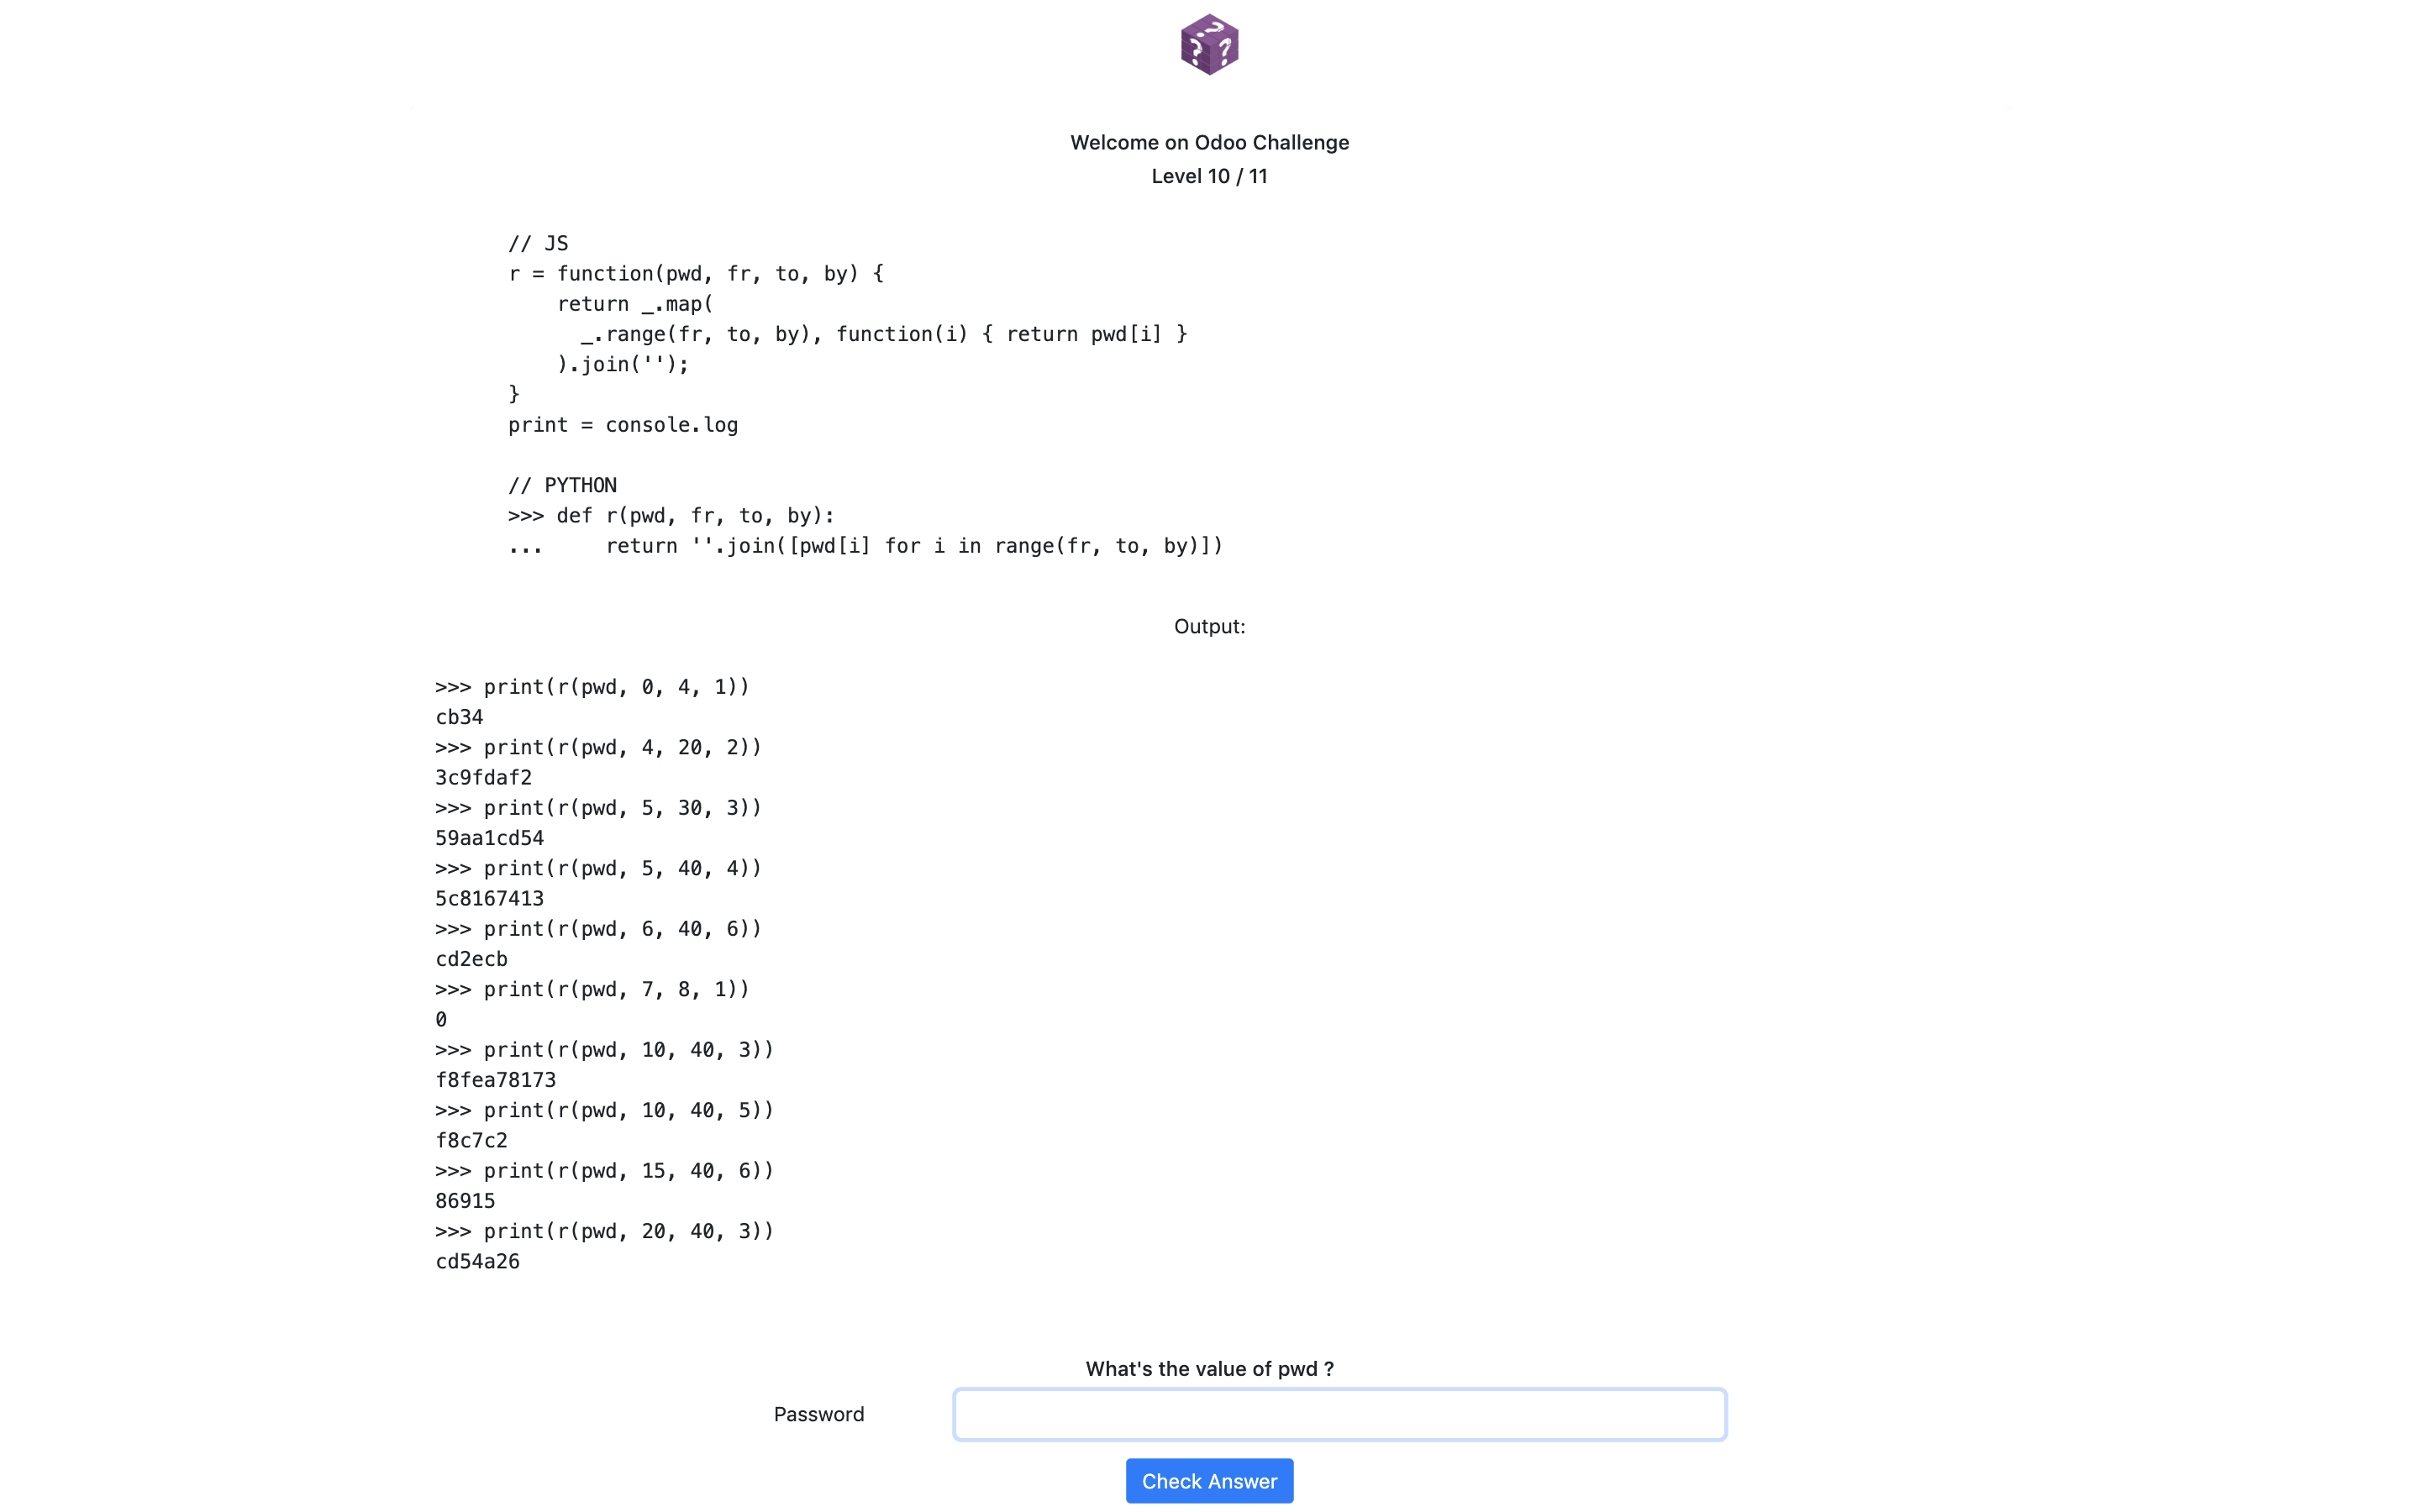 Welcome on Odoo Challenge
Level 10 / 11
// JS
r = function(pwd, fr, to, by) {
    return _.map(
      _.range(fr, to, by), function(i) { return pwd[i] }
    ).join('');
}
print = console.log
// PYTHON
>>> def r(pwd, fr, to, by):
...     return ''.join([pwd[i] for i in range(fr, to, by)])
Output:
>>> print(r(pwd, 0, 4, 1))
cb34
>>> print(r(pwd, 4, 20, 2))
3c9fdaf2
>>> print(r(pwd, 5, 30, 3))
59aa1cd54
>>> print(r(pwd, 5, 40, 4))
5c8167413
>>> print(r(pwd, 6, 40, 6))
cd2ecb
>>> print(r(pwd, 7, 8, 1))
0
>>> print(r(pwd, 10, 40, 3))
f8fea78173
>>> print(r(pwd, 10, 40, 5))
f8c7c2
>>> print(r(pwd, 15, 40, 6))
86915
>>> print(r(pwd, 20, 40, 3))
cd54a26
What's the value of pwd ?
Password
Check Answer